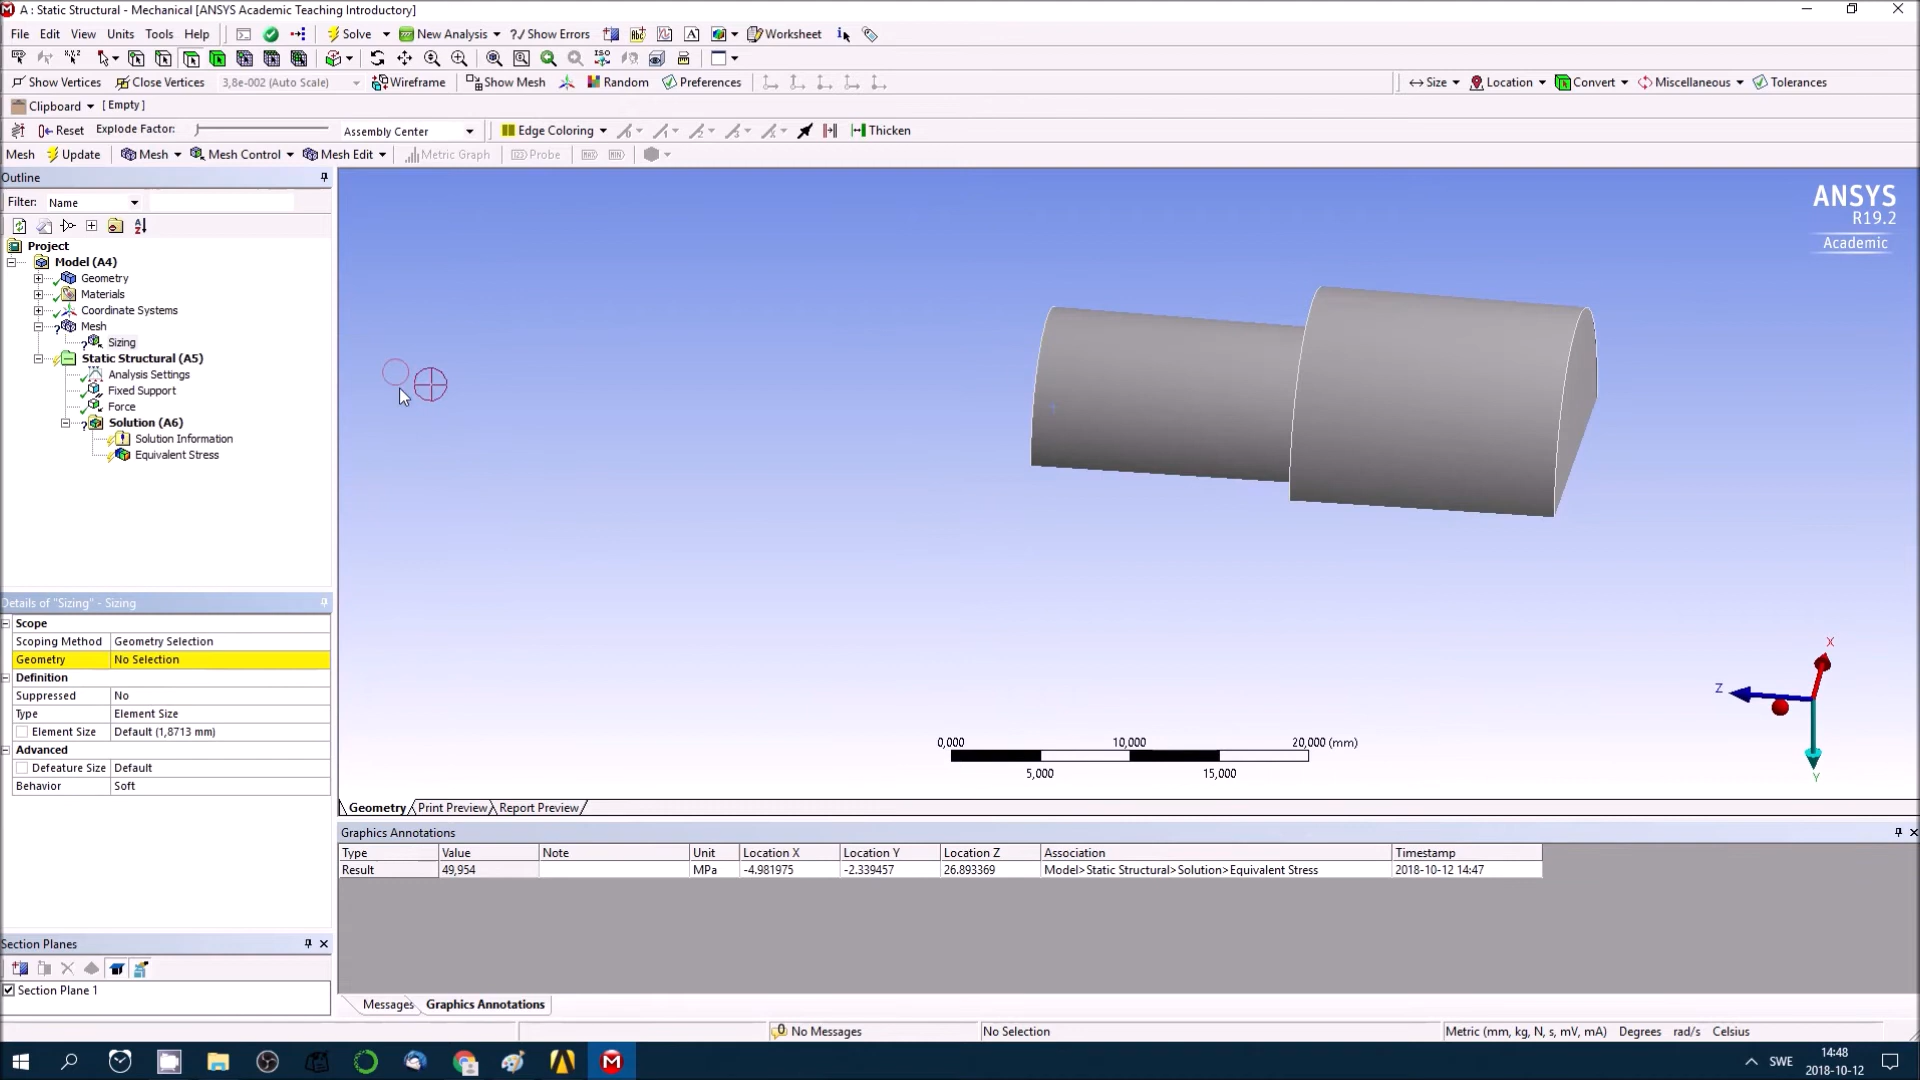 A : Static Structural - Mechanical [ANSYS Academic Teaching Introductory]
File Edit View Units Tools Help Solve New Analysis ?/ Show Errors Worksheet
Show Vertices Close Vertices 3,8e-002 (Auto Scale) Wireframe Show Mesh Random Preferences Size Location Convert Miscellaneous Tolerances
Clipboard [ Empty ]
Reset Explode Factor: Assembly Center Edge Coloring Thicken
Mesh Update Mesh Mesh Control Mesh Edit Metric Graph Probe
Outline
Filter: Name
Project
Model (A4)
Geometry
Materials
Coordinate Systems
Mesh
Sizing
Static Structural (A5)
Analysis Settings
Fixed Support
Force
Solution (A6)
Solution Information
Equivalent Stress
ANSYS
R19.2
Academic
Details of "Sizing" - Sizing
Scope
Scoping Method Geometry Selection
Geometry No Selection
Definition
Suppressed No
Type Element Size
Element Size Default (1,8713 mm)
Advanced
Defeature Size Default
Behavior Soft
X
Z
Y
0,000 10,000 20,000 (mm)
5,000 15,000
Geometry Print Preview Report Preview
Graphics Annotations
Type Value Note Unit Location X Location Y Location Z Association Timestamp
Result 49,954 MPa -4.981975 -2.339457 26.893369 Model>Static Structural>Solution>Equivalent Stress 2018-10-12 14:47
Section Planes
Section Plane 1
Messages Graphics Annotations
No Messages No Selection Metric (mm, kg, N, s, mV, mA) Degrees rad/s Celsius
SWE 14:48
2018-10-12